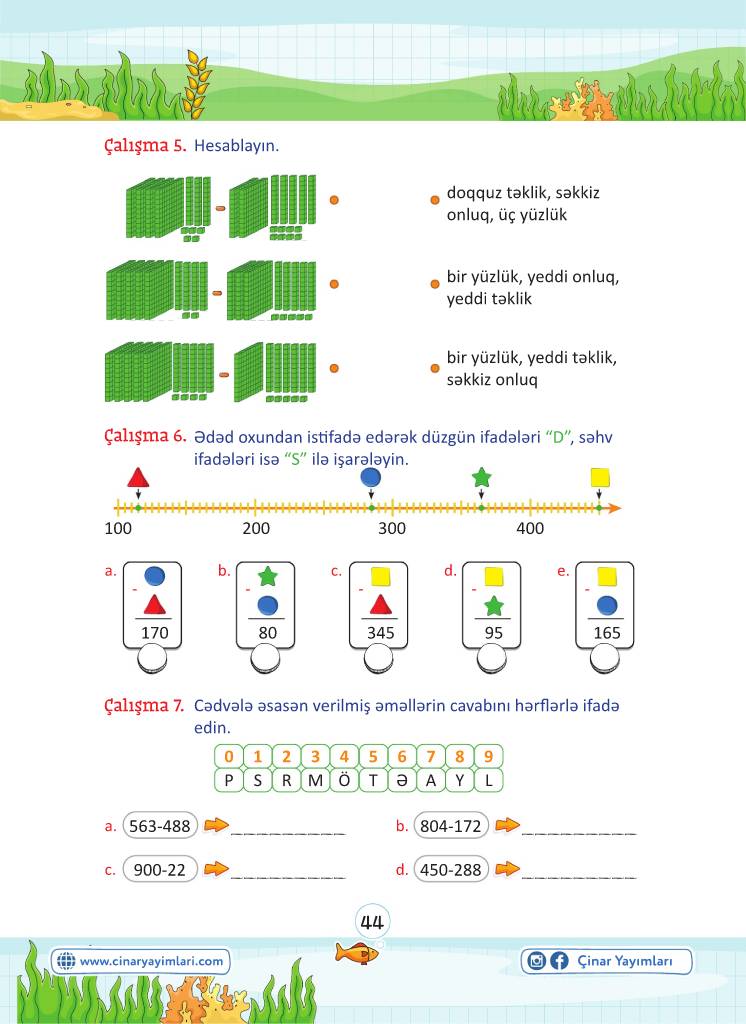 Çalışma 5. Hesablayın.
doqquz təklik, səkkiz
onluq, üç yüzlük
bir yüzlük, yeddi onluq,
yeddi təklik
bir yüzlük, yeddi təklik,
səkkiz onluq
Çalışma 6. Ədəd oxundan istifadə edərək düzgün ifadələri “D”, səhv
ifadələri isə “S” ilə işarələyin.
100 200 300 400
a. b. c. d. e.
- - - - -
170 80 345 95 165
Çalışma 7. Cədvələ əsasən verilmiş əməllərin cavabını hərflərlə ifadə
edin.
0 1 2 3 4 5 6 7 8 9
P S R M Ö T Ə A Y L
a. 563-488 b. 804-172
c. 900-22 d. 450-288
44
www.cinaryayimlari.com Çinar Yayımları